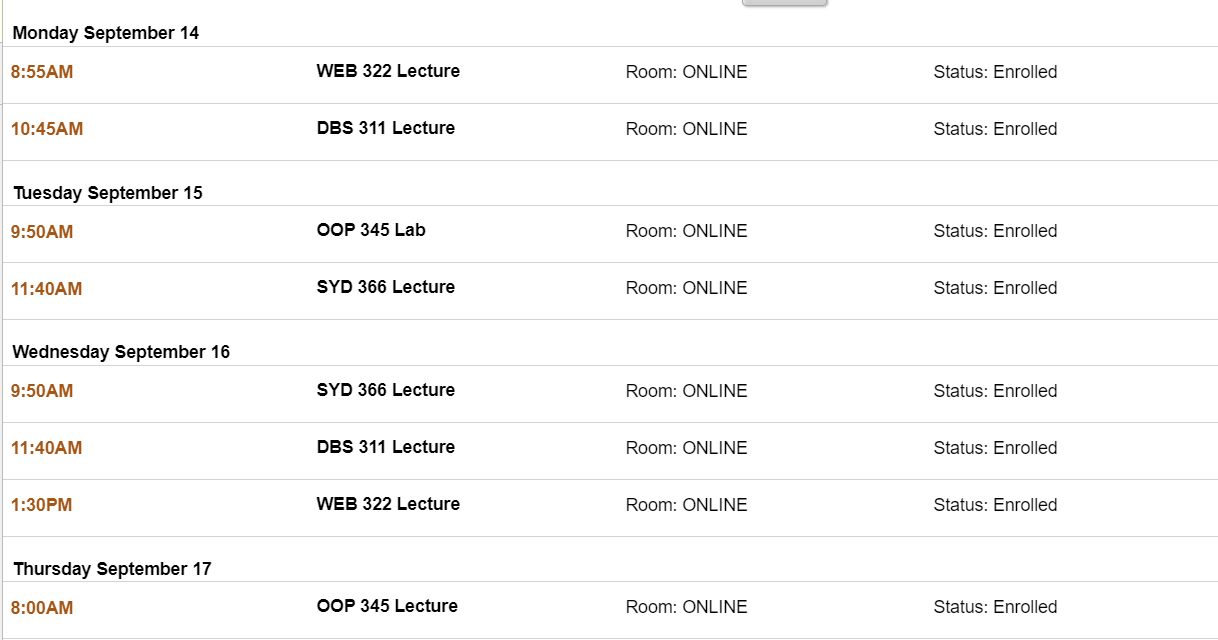 Monday September 14
8:55AM WEB 322 Lecture Room: ONLINE Status: Enrolled
10:45AM DBS 311 Lecture Room: ONLINE Status: Enrolled
Tuesday September 15
9:50AM OOP 345 Lab Room: ONLINE Status: Enrolled
11:40AM SYD 366 Lecture Room: ONLINE Status: Enrolled
Wednesday September 16
9:50AM SYD 366 Lecture Room: ONLINE Status: Enrolled
11:40AM DBS 311 Lecture Room: ONLINE Status: Enrolled
1:30PM WEB 322 Lecture Room: ONLINE Status: Enrolled
Thursday September 17
8:00AM OOP 345 Lecture Room: ONLINE Status: Enrolled